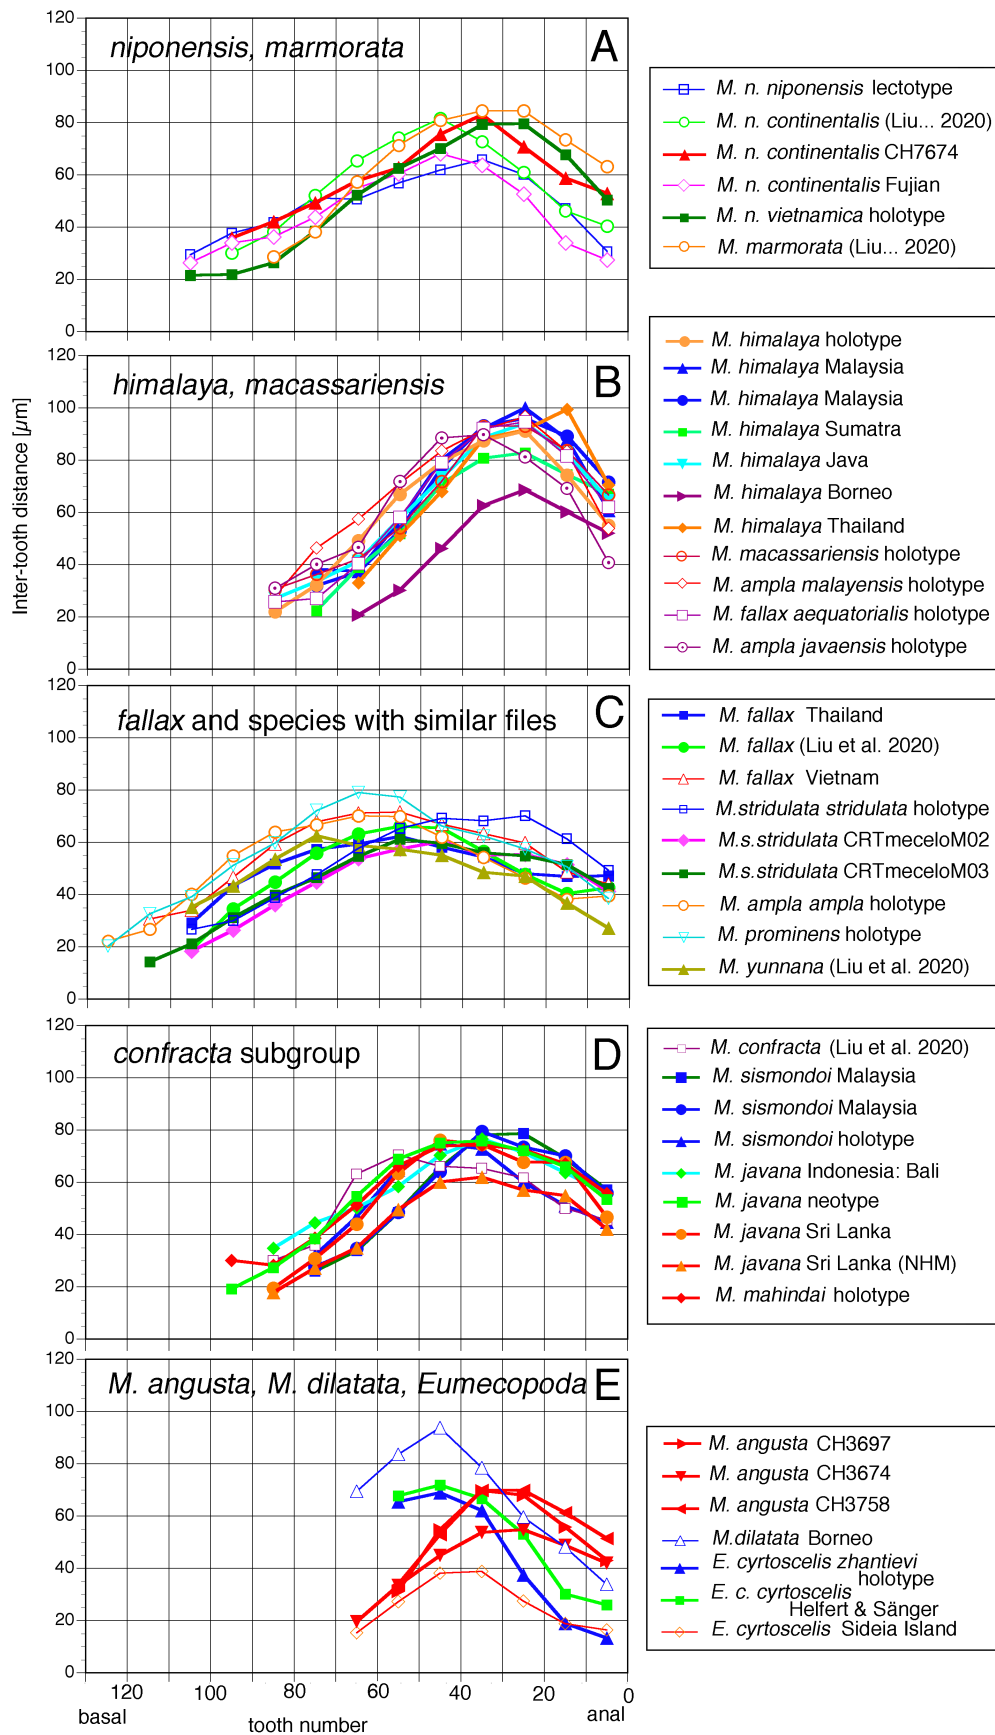 120
niponensis, marmorata
A
100
80
60
40
20
0
M. n. niponensis lectotype
M. n. continentalis (Liu... 2020)
M. n. continentalis CH7674
M. n. continentalis Fujian
M. n. vietnamica holotype
M. marmorata (Liu... 2020)
Inter-tooth distance [µm]
120
himalaya, macassariensis
B
100
80
60
40
20
0
M. himalaya holotype
M. himalaya Malaysia
M. himalaya Malaysia
M. himalaya Sumatra
M. himalaya Java
M. himalaya Borneo
M. himalaya Thailand
M. macassariensis holotype
M. ampla malayensis holotype
M. fallax aequatorialis holotype
M. ampla javaensis holotype
120
fallax and species with similar files
C
100
80
60
40
20
0
M. fallax Thailand
M. fallax (Liu et al. 2020)
M. fallax Vietnam
M.stridulata stridulata holotype
M.s.stridulata CRTmeceloM02
M.s.stridulata CRTmeceloM03
M. ampla ampla holotype
M. prominens holotype
M. yunnana (Liu et al. 2020)
120
confracta subgroup
D
100
80
60
40
20
0
M. confracta (Liu et al. 2020)
M. sismondoi Malaysia
M. sismondoi Malaysia
M. sismondoi holotype
M. javana Indonesia: Bali
M. javana neotype
M. javana Sri Lanka
M. javana Sri Lanka (NHM)
M. mahindai holotype
120
M. angusta, M. dilatata, Eumecopoda
E
100
80
60
40
20
0
M. angusta CH3697
M. angusta CH3674
M. angusta CH3758
M.dilatata Borneo
E. cyrtoscelis zhantievi
holotype
E. c. cyrtoscelis
Helfert & Sänger
E. cyrtoscelis Sideia Island
120 100 80 60 40 20 0
basal tooth number anal